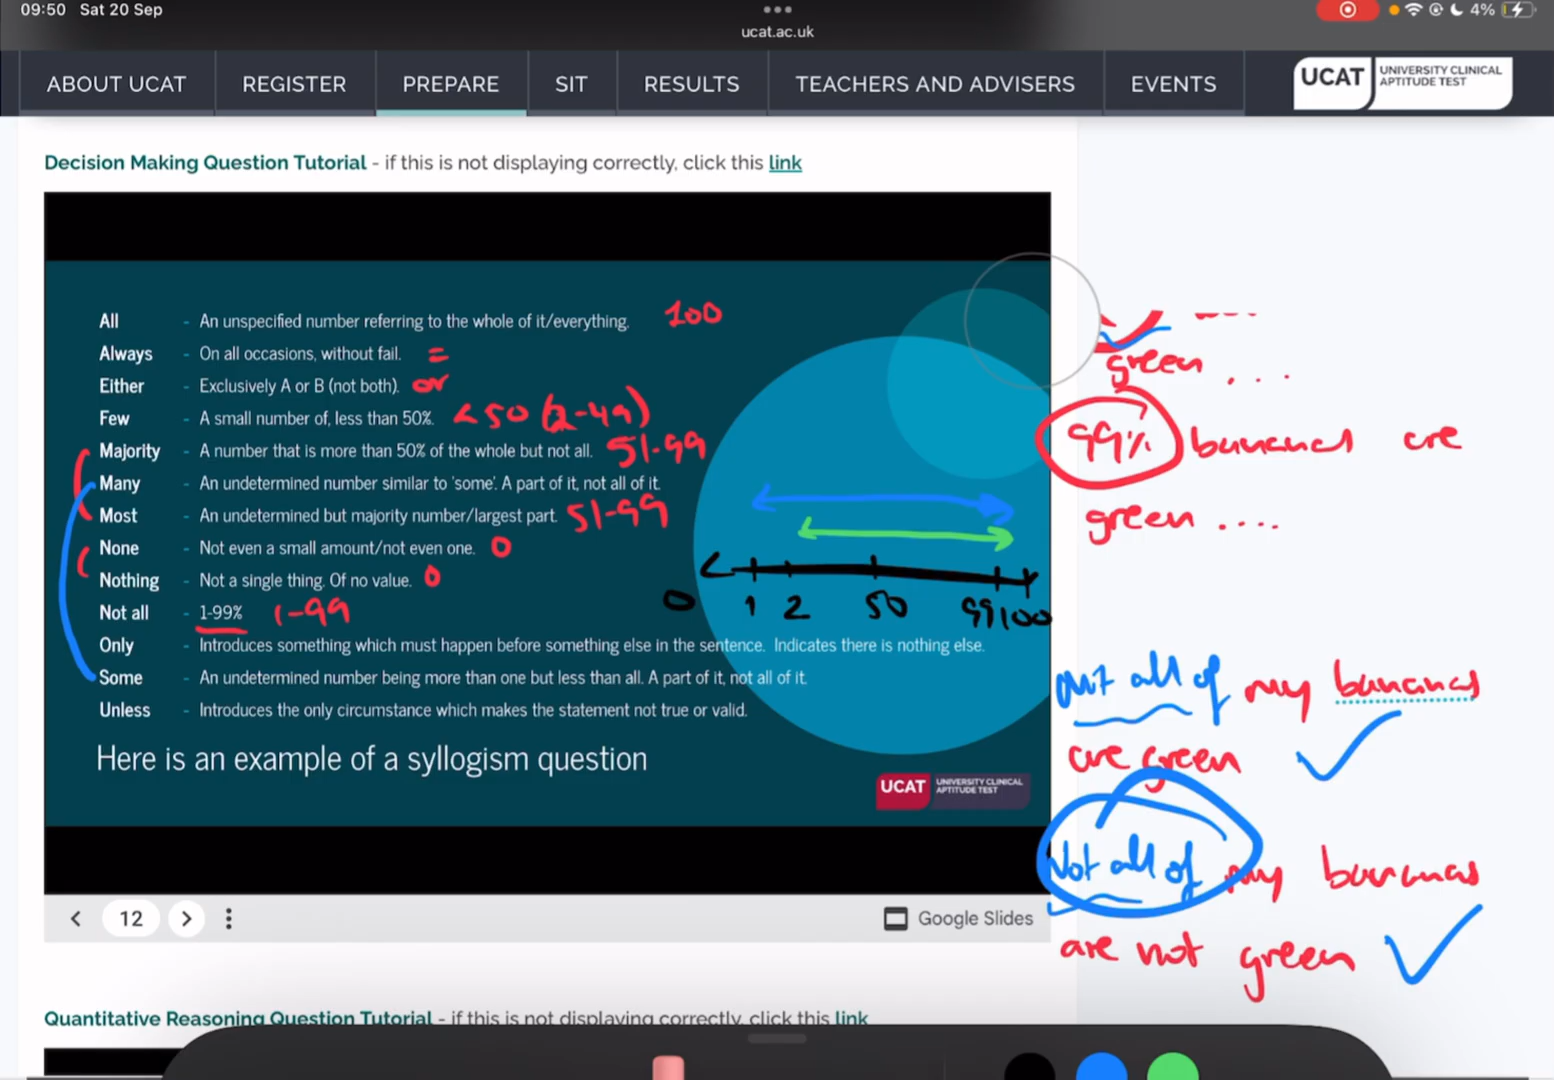 09:50 Sat 20 Sep
ucat.ac.uk
4%
ABOUT UCAT REGISTER PREPARE SIT RESULTS TEACHERS AND ADVISERS EVENTS
UCAT UNIVERSITY CLINICAL APTITUDE TEST
Decision Making Question Tutorial - if this is not displaying correctly, click this link
All - An unspecified number referring to the whole of it/everything. 100
Always - On all occasions, without fail. =
Either - Exclusively A or B (not both). or
Few - A small number of, less than 50%. <50 (2-49)
Majority - A number that is more than 50% of the whole but not all. 51-99
Many - An undetermined number similar to 'some'. A part of it, not all of it.
Most - An undetermined but majority number/largest part. 51-99
None - Not even a small amount/not even one. 0
Nothing - Not a single thing. Of no value. 0
Not all - 1-99% 1-99
Only - Introduces something which must happen before something else in the sentence. Indicates there is nothing else.
Some - An undetermined number being more than one but less than all. A part of it, not all of it.
Unless - Introduces the only circumstance which makes the statement not true or valid.
0 1 2 50 99 100
Here is an example of a syllogism question
UCAT UNIVERSITY CLINICAL APTITUDE TEST
green ....
99% bananas are
green ....
not all of my bananas
are green
Not all of my bananas
are not green
12
Google Slides
Quantitative Reasoning Question Tutorial - if this is not displaying correctly, click this link